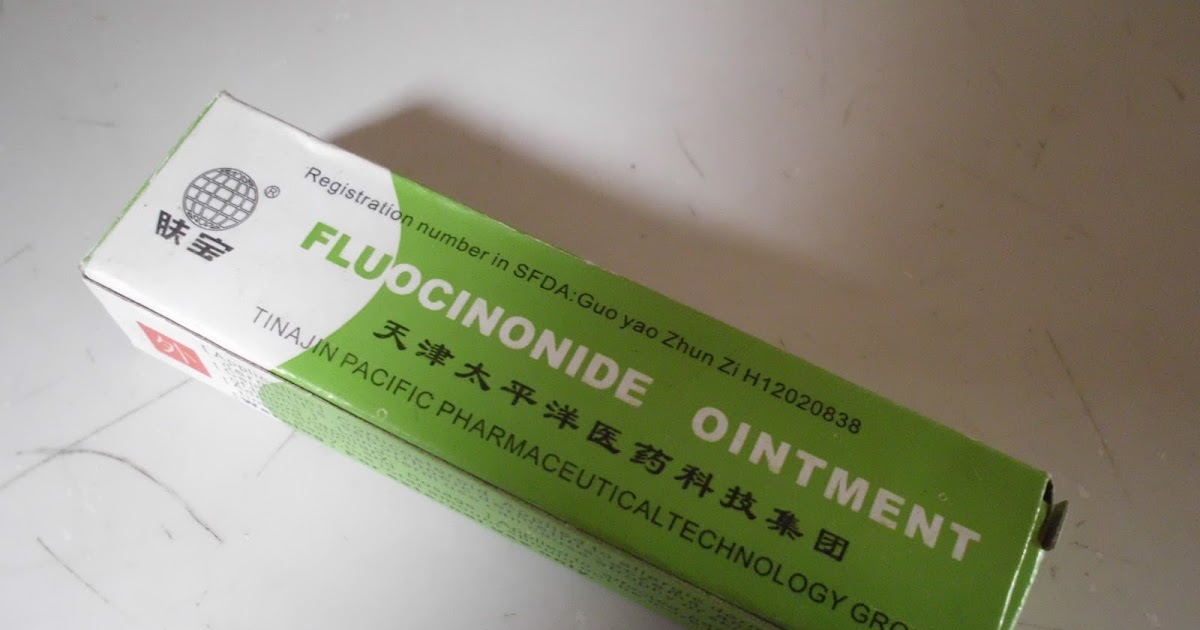 ®
肤宝
Registration number in SFDA:Guo yao Zhun Zi H12020838
FLUOCINONIDE OINTMENT
天津太平洋医药科技集团
TINAJIN PACIFIC PHARMACEUTICALTECHNOLOGY GRO
外